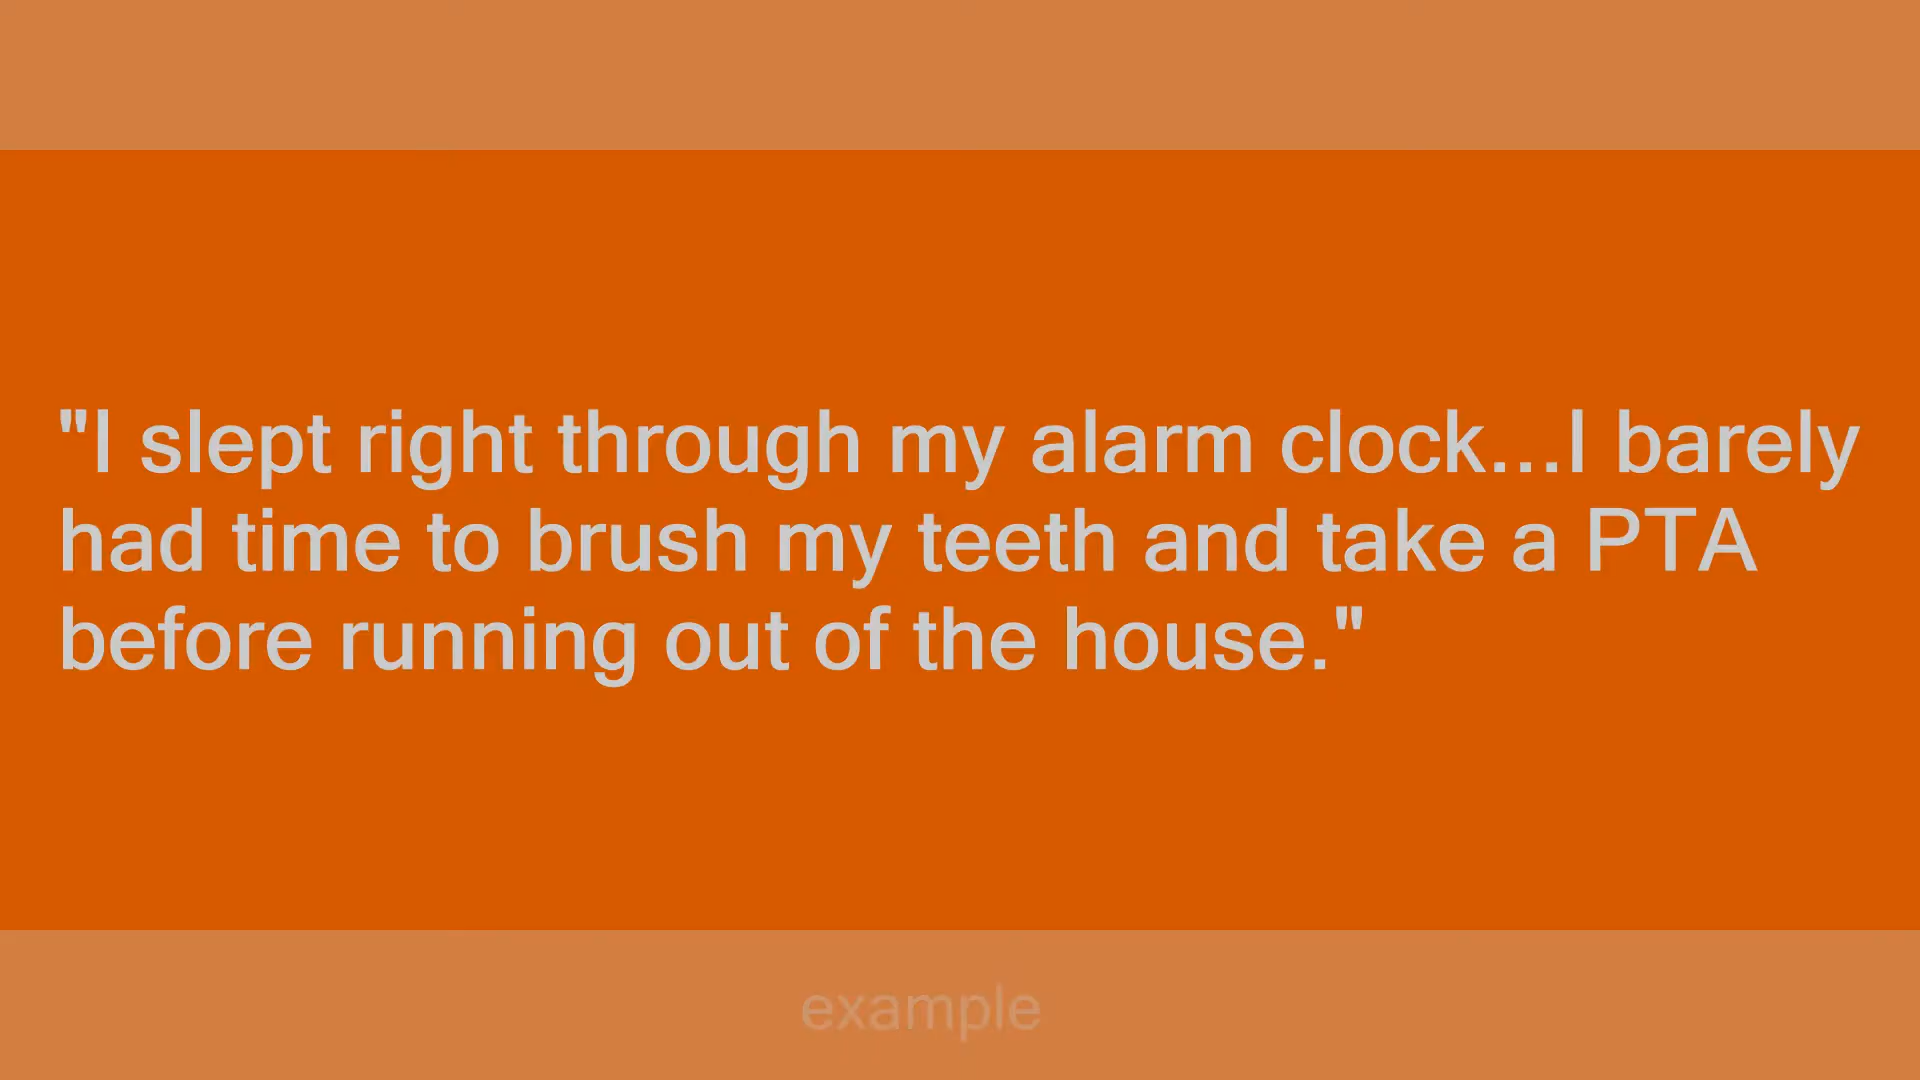 "I slept right through my alarm clock...I barely
had time to brush my teeth and take a PTA
before running out of the house."
example